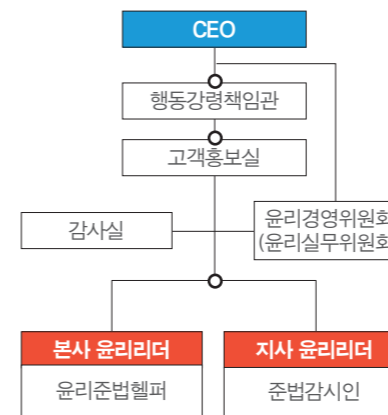 CEO
행동강령책임관
고객홍보실
감사실
윤리경영위원회
(윤리실무위원회
본사 윤리리더
지사 윤리리더
윤리준법헬퍼
준법감시인